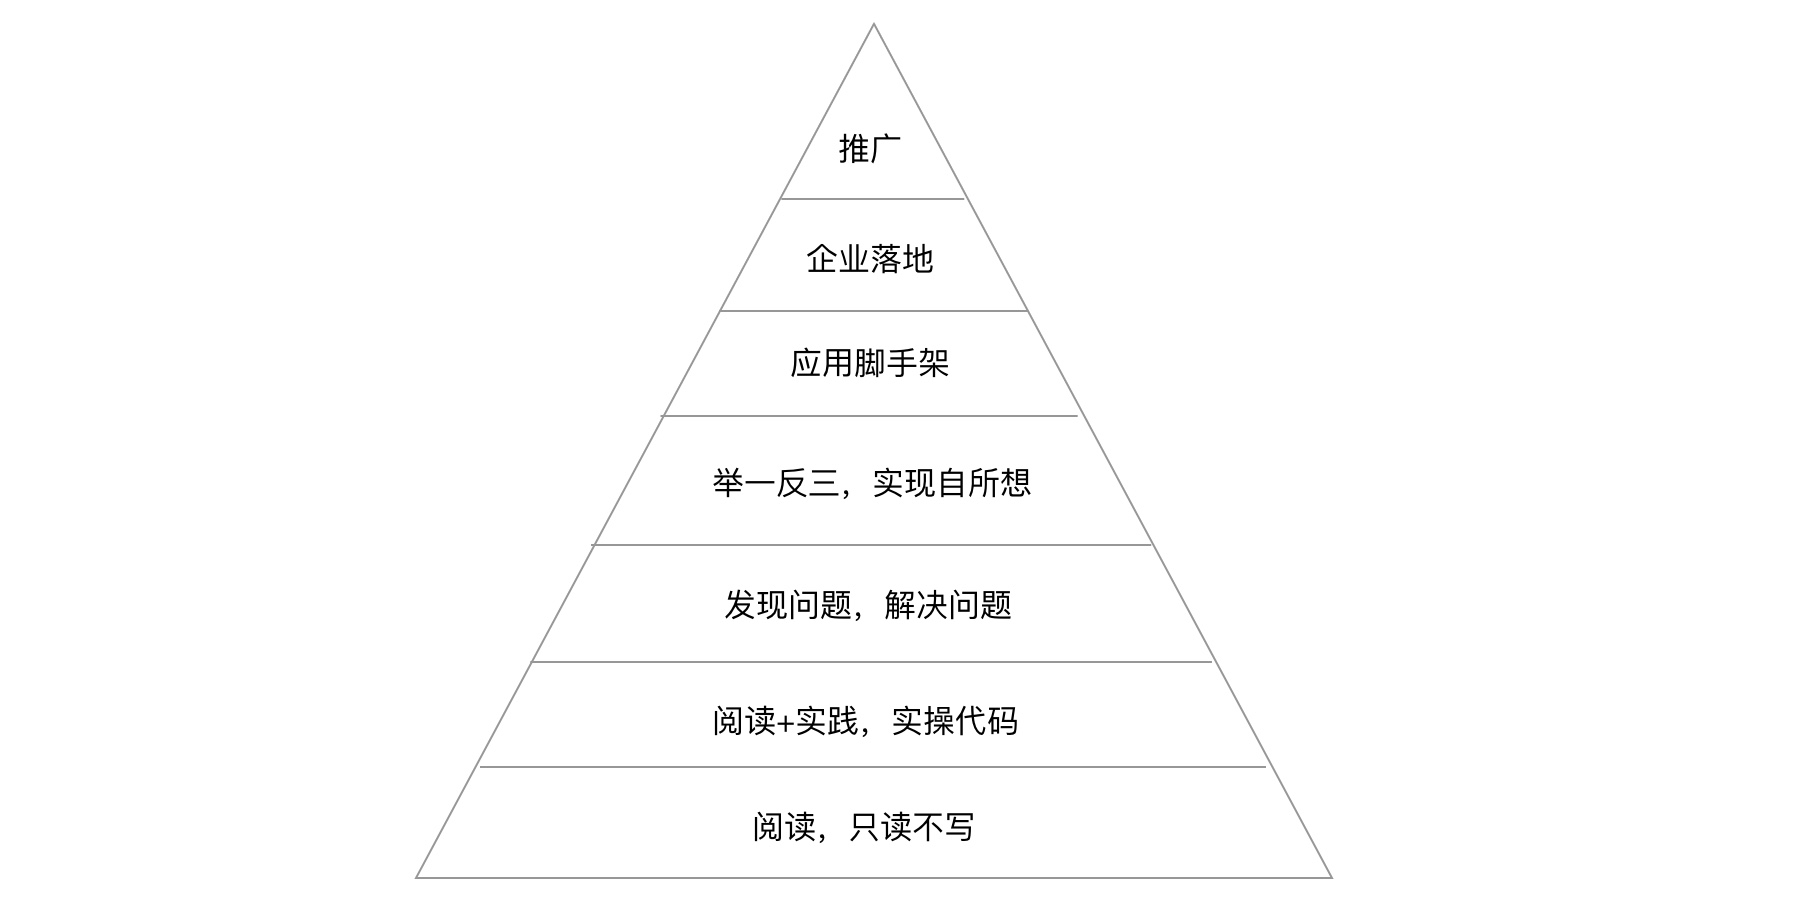 推广
企业落地
应用脚手架
举一反三，实现自所想
发现问题，解决问题
阅读+实践，实操代码
阅读，只读不写